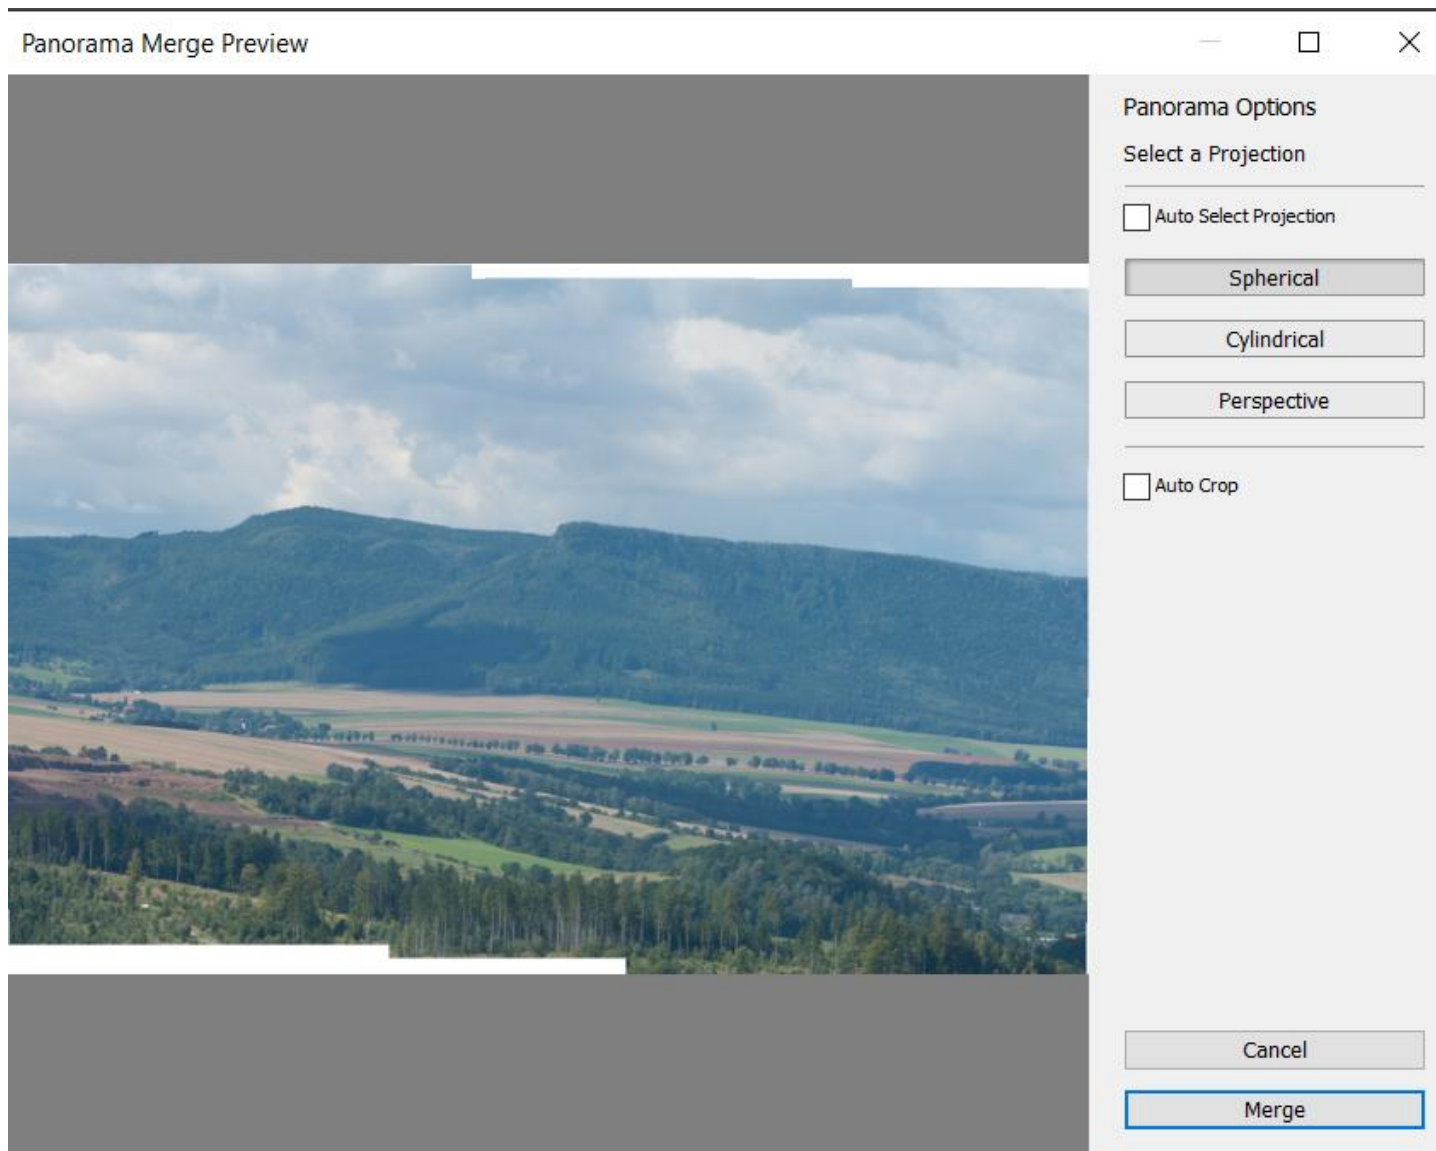 Panorama Merge Preview
Panorama Options
Select a Projection
Auto Select Projection
Spherical
Cylindrical
Perspective
Auto Crop
Cancel
Merge